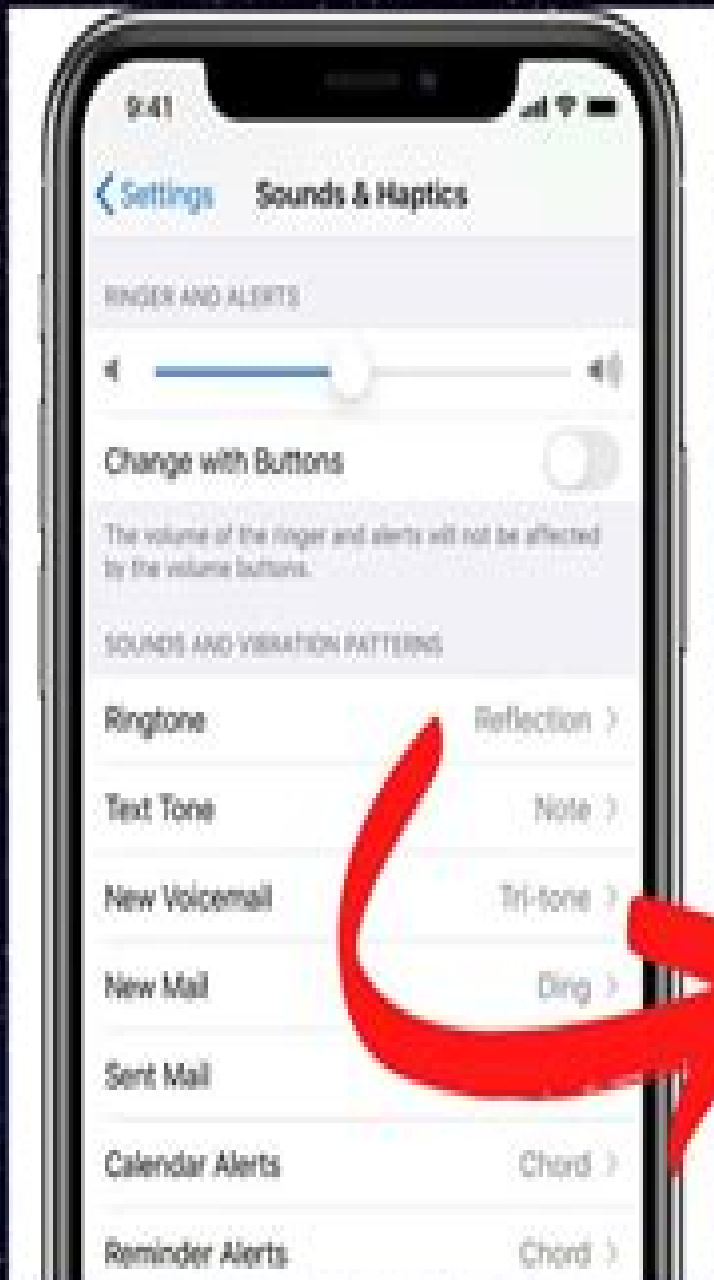 9:41
Settings Sounds & Haptics
RINGER AND ALERTS
Change with Buttons
The volume of the ringer and alerts will not be affected
by the volume buttons.
SOUNDS AND VIBRATION PATTERNS
Ringtone Reflection
Text Tone Note
New Voicemail Tri-tone
New Mail Ding
Sent Mail
Calendar Alerts Chord
Reminder Alerts Chord